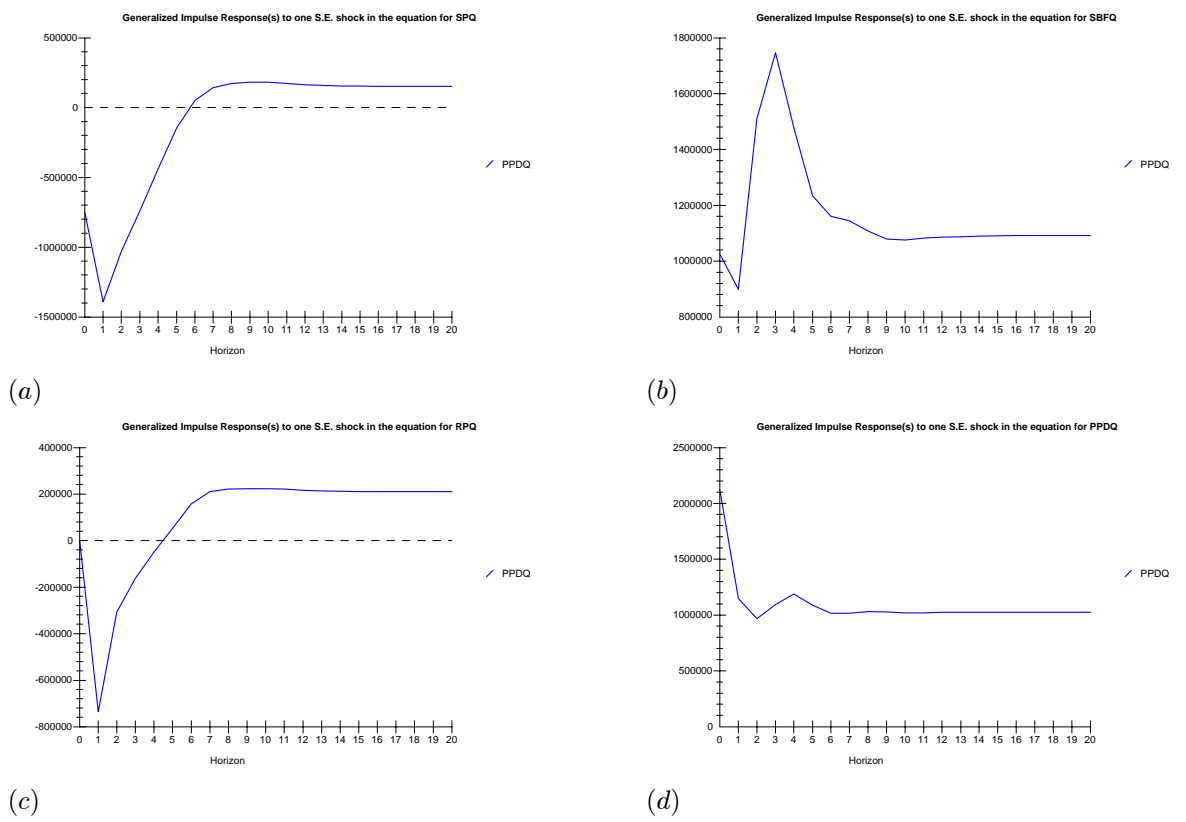 Generalized Impulse Response(s) to one S.E. shock in the equation for SPQ
500000
0
-500000
-1000000
-1500000
0 1 2 3 4 5 6 7 8 9 10 11 12 13 14 15 16 17 18 19 20
Horizon
PPDQ
(a)
Generalized Impulse Response(s) to one S.E. shock in the equation for SBFQ
1800000
1600000
1400000
1200000
1000000
800000
0 1 2 3 4 5 6 7 8 9 10 11 12 13 14 15 16 17 18 19 20
Horizon
PPDQ
(b)
Generalized Impulse Response(s) to one S.E. shock in the equation for RPQ
400000
200000
0
-200000
-400000
-600000
-800000
0 1 2 3 4 5 6 7 8 9 10 11 12 13 14 15 16 17 18 19 20
Horizon
PPDQ
(c)
Generalized Impulse Response(s) to one S.E. shock in the equation for PPDQ
2500000
2000000
1500000
1000000
500000
0
0 1 2 3 4 5 6 7 8 9 10 11 12 13 14 15 16 17 18 19 20
Horizon
PPDQ
(d)